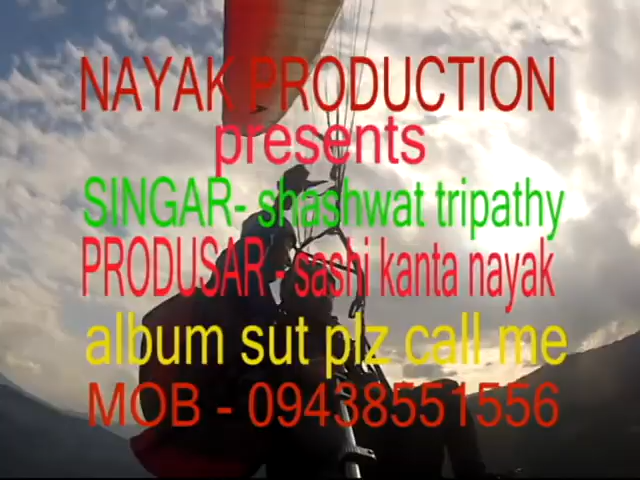 NAYAK PRODUCTION
presents
SINGAR- shashwat tripathy
PRODUSAR - sashi kanta nayak
album sut plz call me
MOB - 09438551556